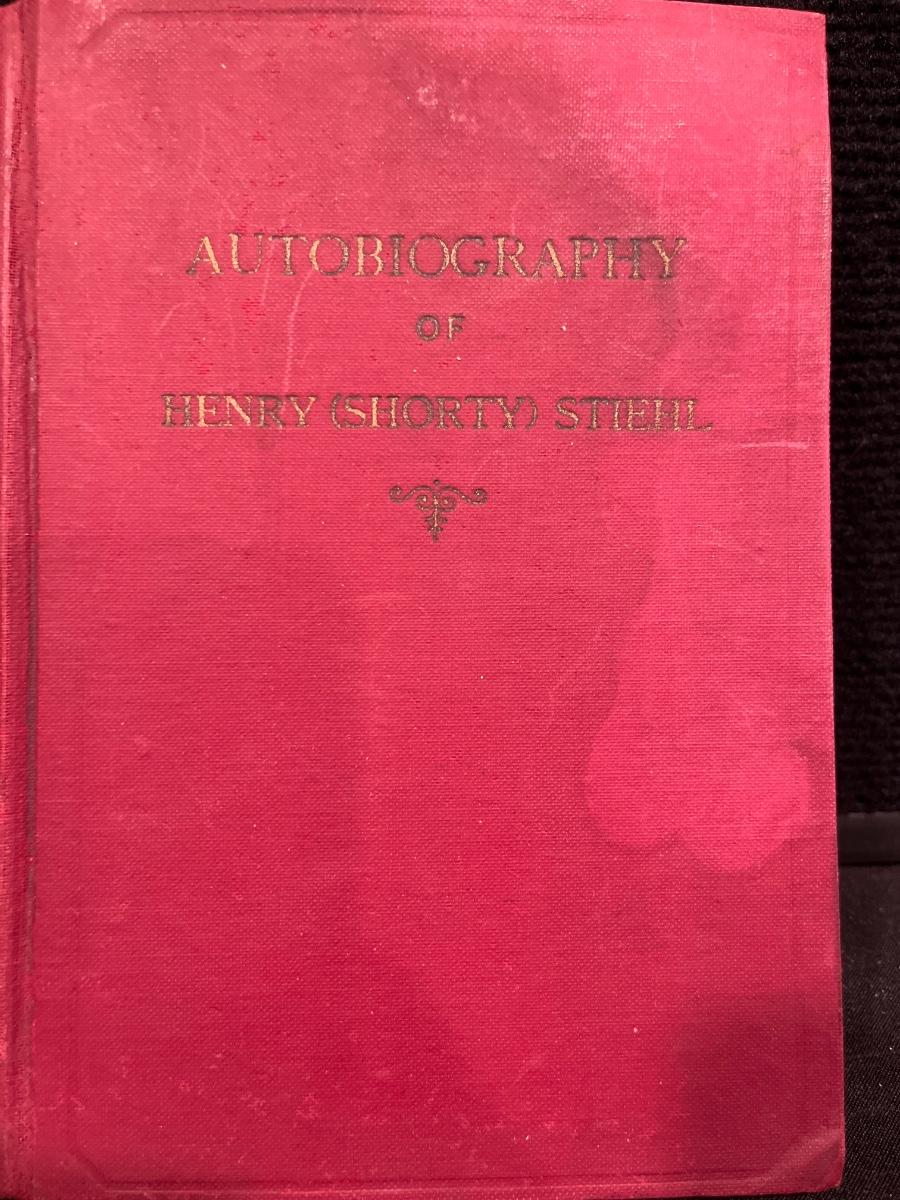 AUTOBIOGRAPHY
OF
HENRY (SHORTY) STIEHL